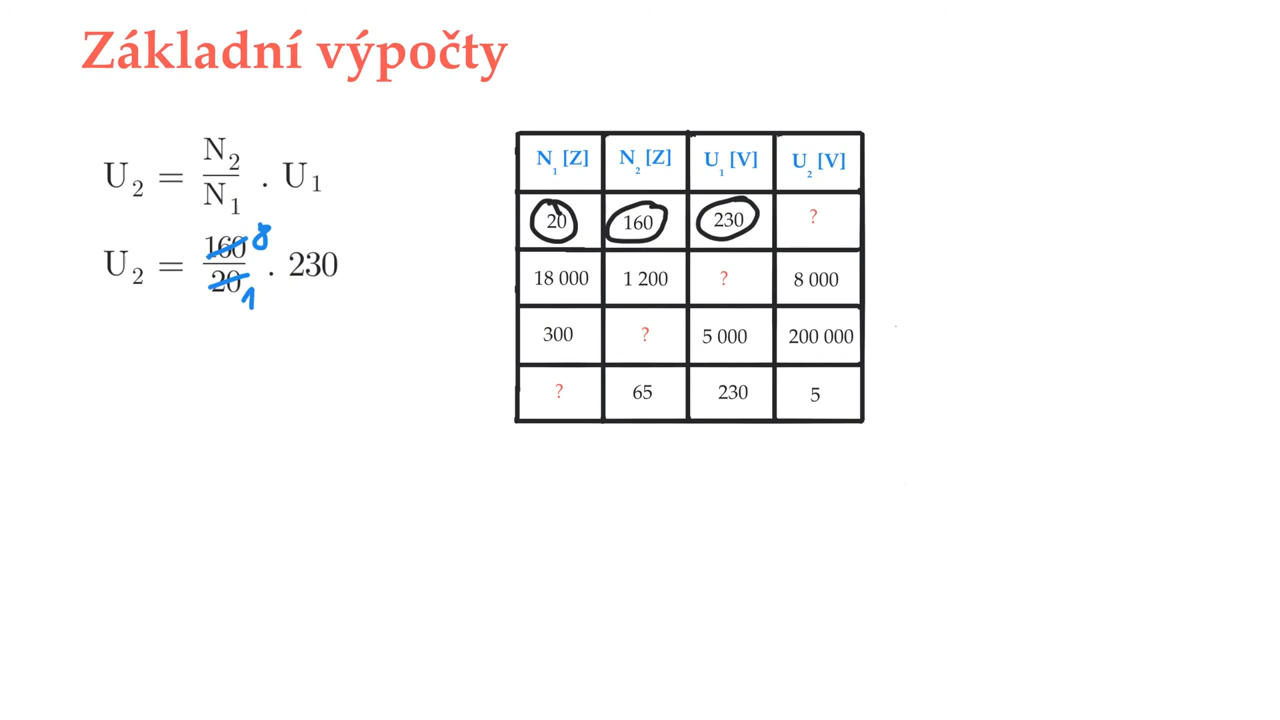 Základní výpočty
U₂ = N₂/N₁ . U₁
U₂ = 160/20 . 230
8
1
N₁ [Z] N₂ [Z] U₁ [V] U₂ [V]
20 160 230 ?
18 000 1 200 ? 8 000
300 ? 5 000 200 000
? 65 230 5